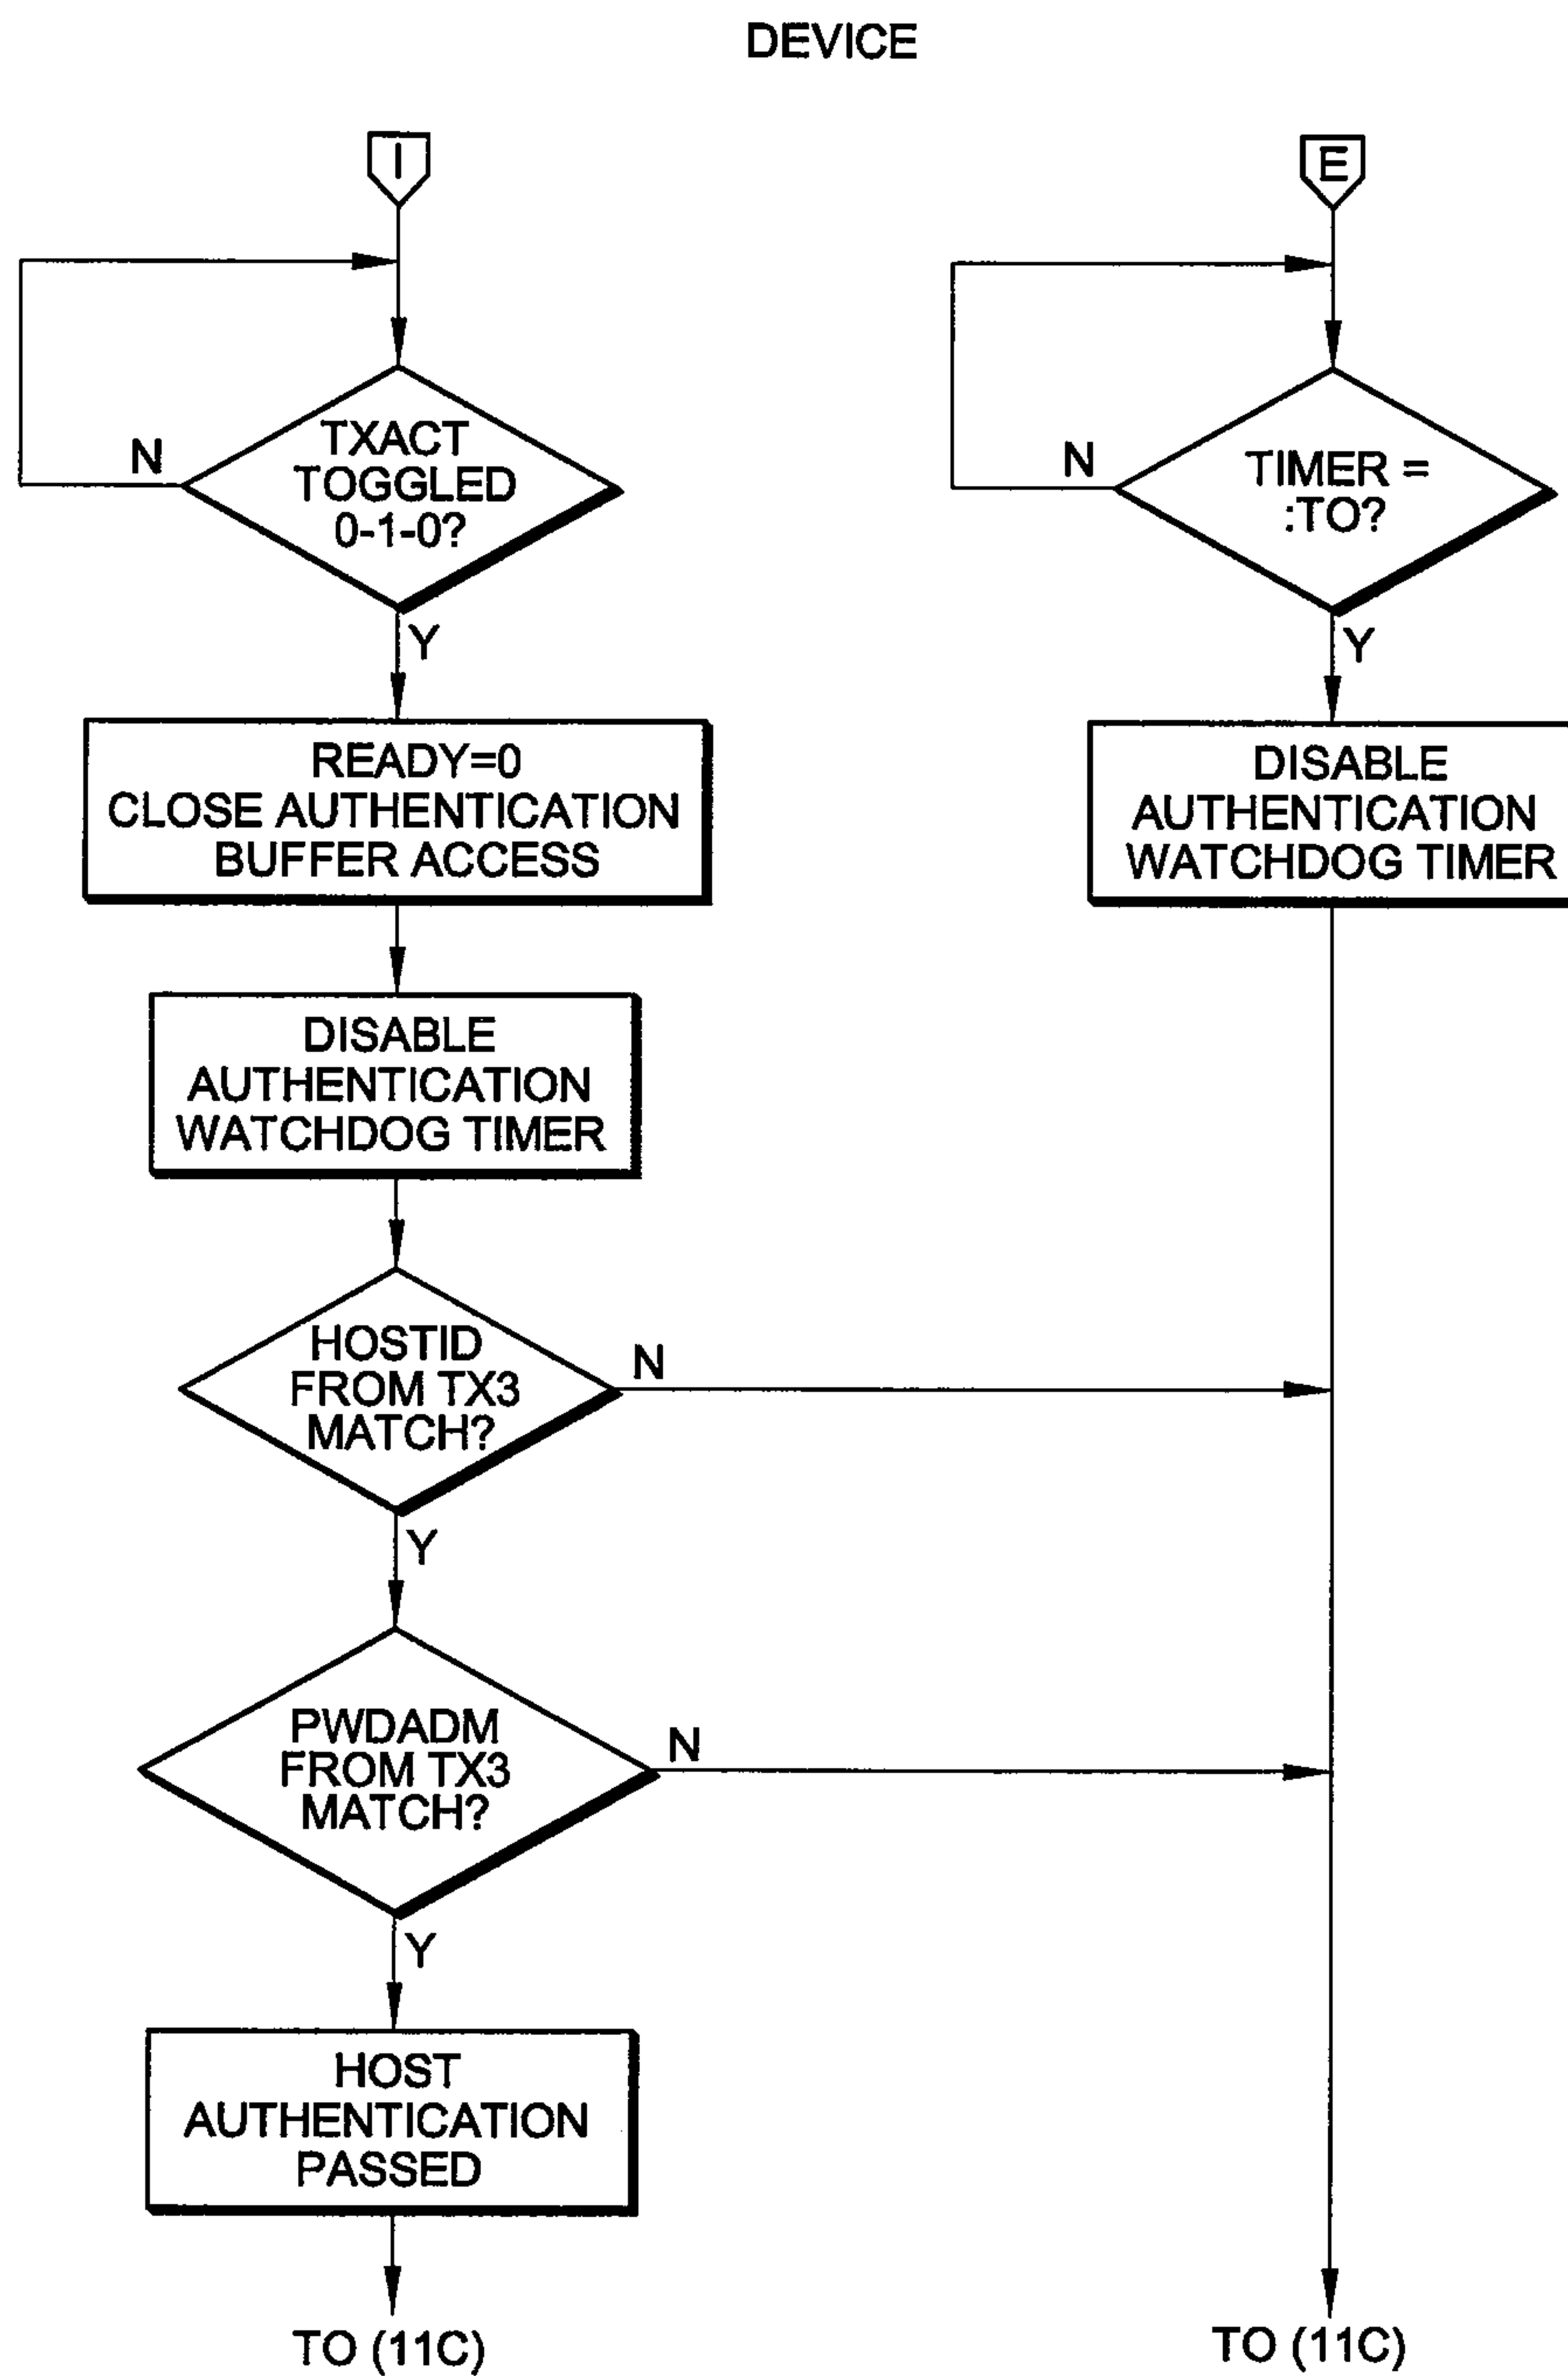 DEVICE
I
TXACT
TOGGLED
0-1-0?
N
Y
READY=0
CLOSE AUTHENTICATION
BUFFER ACCESS
DISABLE
AUTHENTICATION
WATCHDOG TIMER
HOSTID
FROM TX3
MATCH?
N
Y
PWDADM
FROM TX3
MATCH?
N
Y
HOST
AUTHENTICATION
PASSED
TO (11C)
E
TIMER =
:TO?
N
Y
DISABLE
AUTHENTICATION
WATCHDOG TIMER
TO (11C)